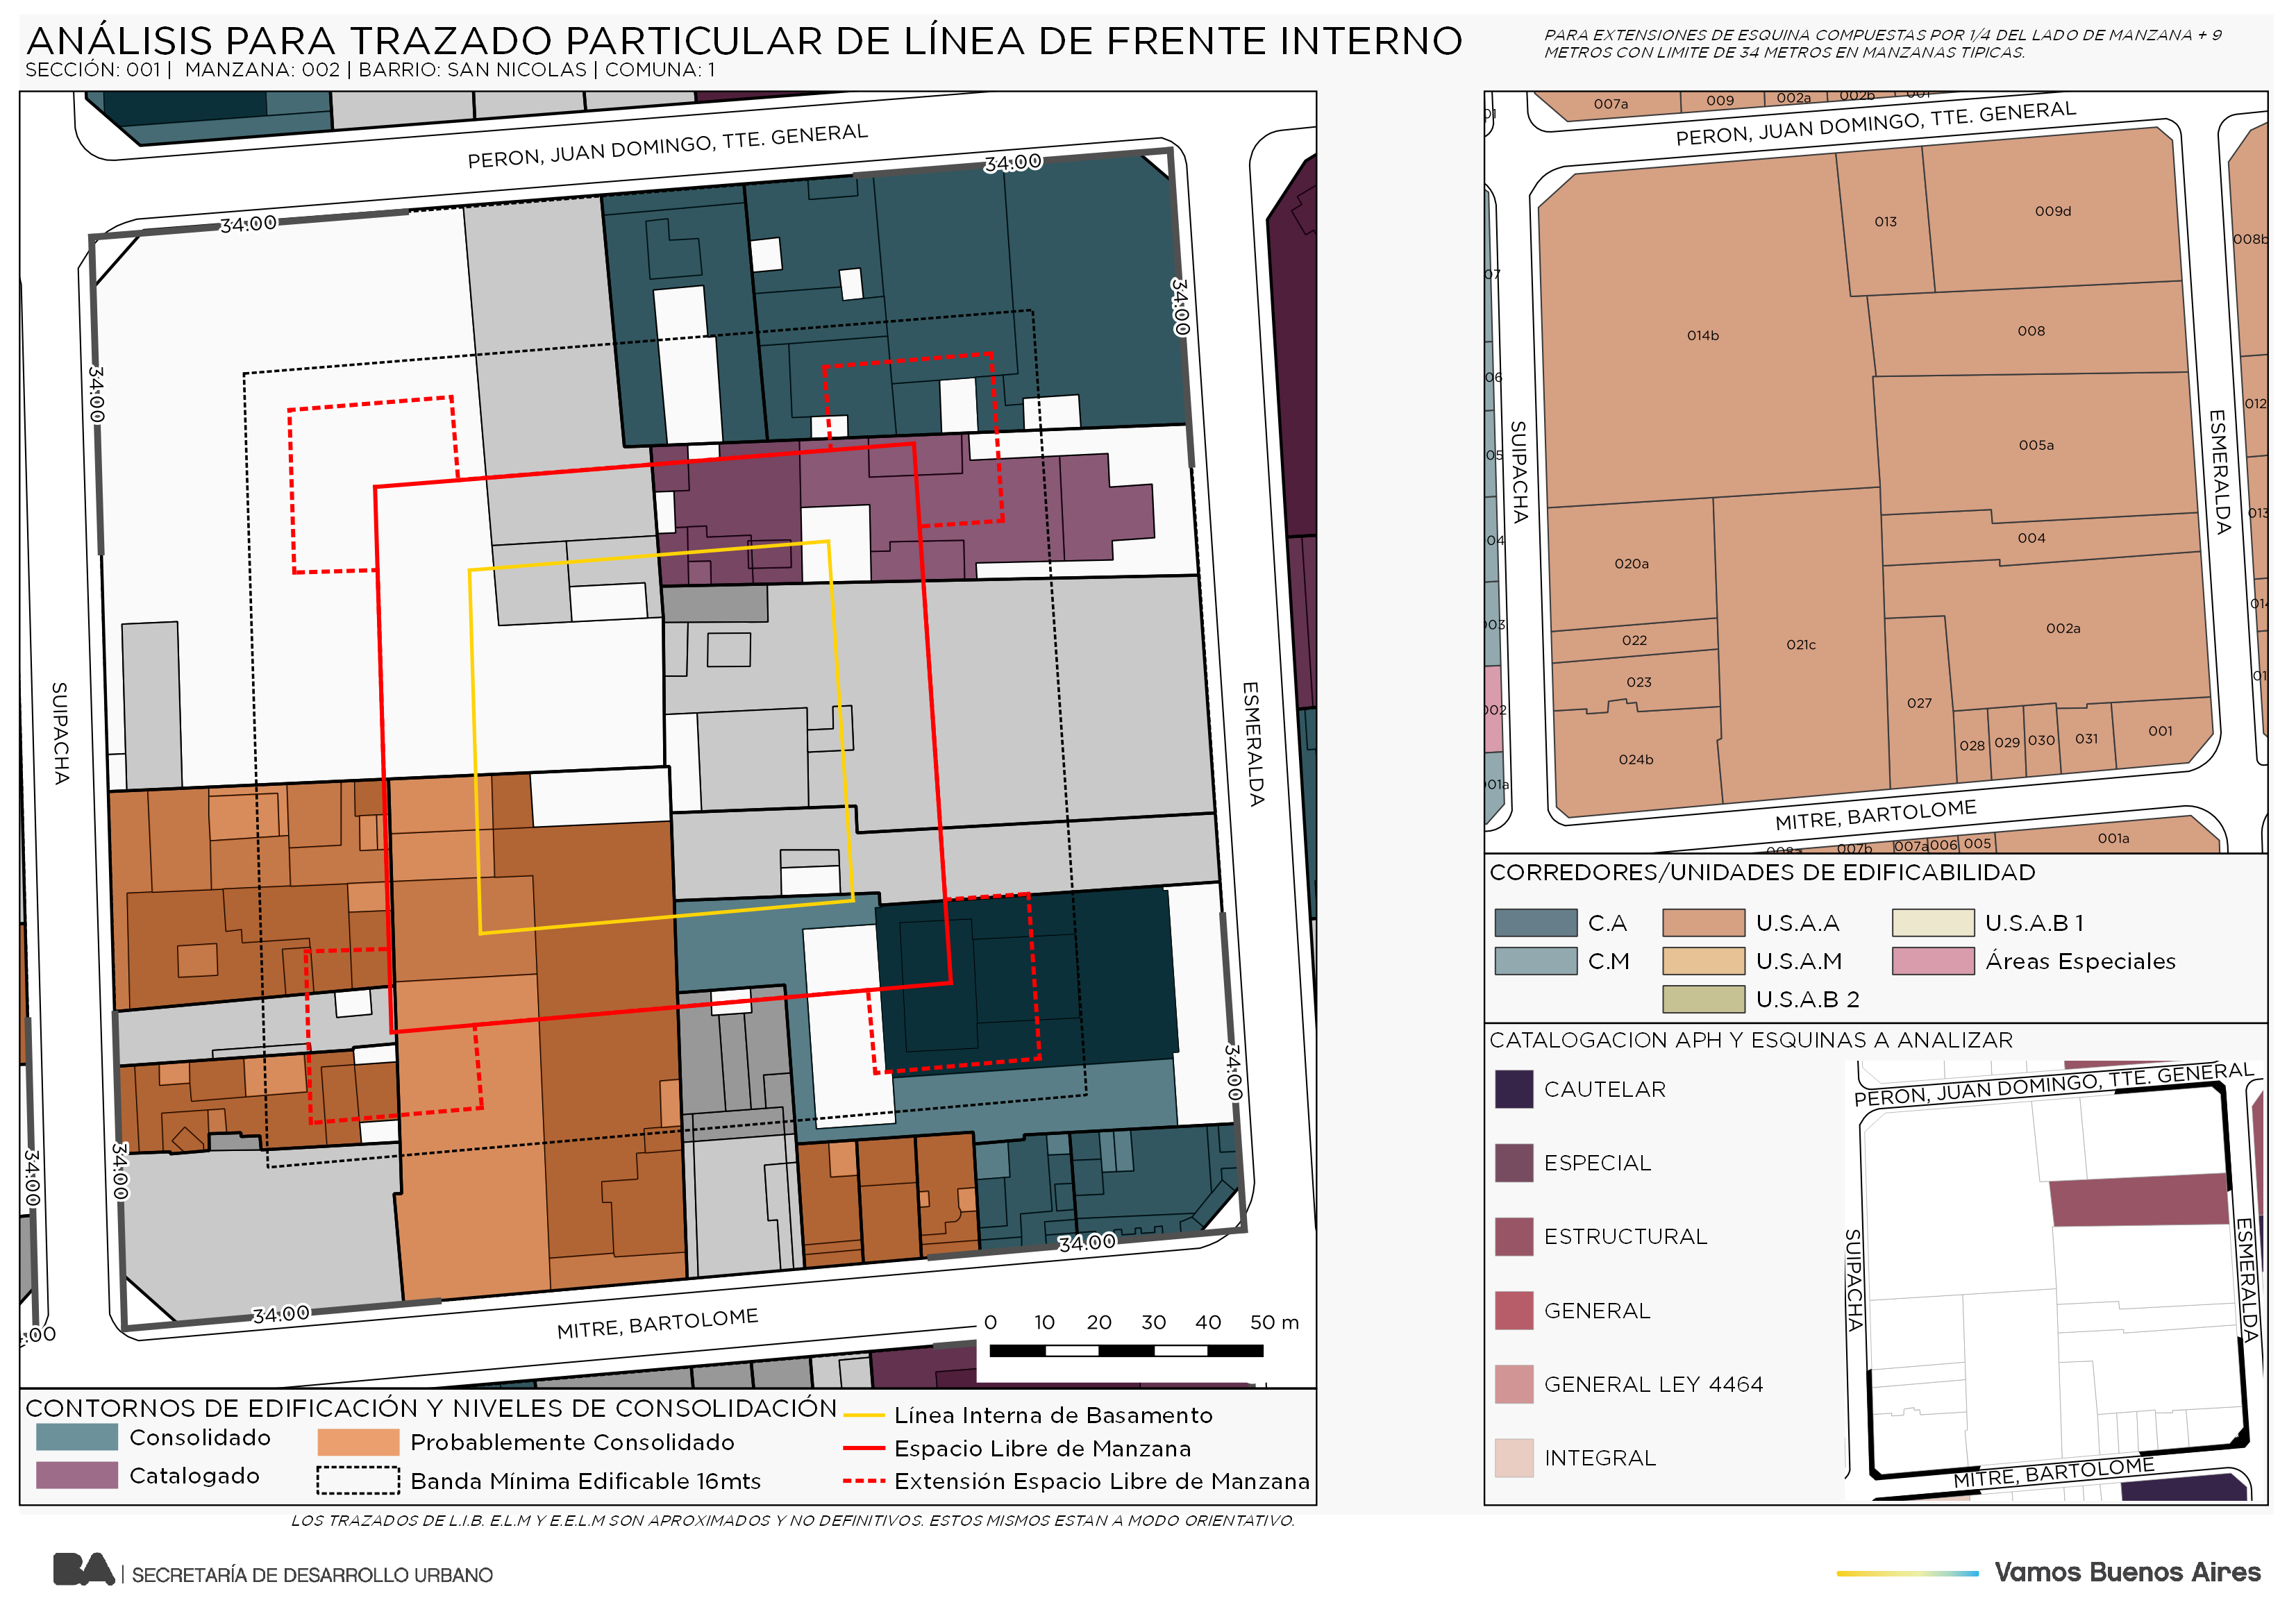 ANÁLISIS PARA TRAZADO PARTICULAR DE LÍNEA DE FRENTE INTERNO
SECCIÓN: 001 | MANZANA: 002 | BARRIO: SAN NICOLAS | COMUNA: 1
PARA EXTENSIONES DE ESQUINA COMPUESTAS POR 1/4 DEL LADO DE MANZANA + 9
METROS CON LIMITE DE 34 METROS EN MANZANAS TIPICAS.
PERON, JUAN DOMINGO, TTE. GENERAL
34:00
34:00
34:00
34:00
SUIPACHA
ESMERALDA
34:00
34:00
34:00
34:00
34:00
:00
MITRE, BARTOLOME
0 10 20 30 40 50 m
CONTORNOS DE EDIFICACIÓN Y NIVELES DE CONSOLIDACIÓN
Consolidado
Catalogado
Probablemente Consolidado
Banda Mínima Edificable 16mts
Línea Interna de Basamento
Espacio Libre de Manzana
Extensión Espacio Libre de Manzana
007a
009
002a
002b
001
PERON, JUAN DOMINGO, TTE. GENERAL
013
009d
008b
014b
008
07
06
012
05
005a
SUIPACHA
ESMERALDA
013
04
004
020a
014
03
022
021c
002a
023
01
002
027
028
029
030
031
001
024b
01a
MITRE, BARTOLOME
008a
007b
007a
006
005
001a
CORREDORES/UNIDADES DE EDIFICABILIDAD
C.A
U.S.A.A
U.S.A.B 1
C.M
U.S.A.M
Áreas Especiales
U.S.A.B 2
CATALOGACION APH Y ESQUINAS A ANALIZAR
CAUTELAR
ESPECIAL
ESTRUCTURAL
GENERAL
GENERAL LEY 4464
INTEGRAL
PERON, JUAN DOMINGO, TTE. GENERAL
SUIPACHA
ESMERALDA
MITRE, BARTOLOME
LOS TRAZADOS DE L.I.B. E.L.M Y E.E.L.M SON APROXIMADOS Y NO DEFINITIVOS. ESTOS MISMOS ESTAN A MODO ORIENTATIVO.
BA | SECRETARÍA DE DESARROLLO URBANO
Vamos Buenos Aires